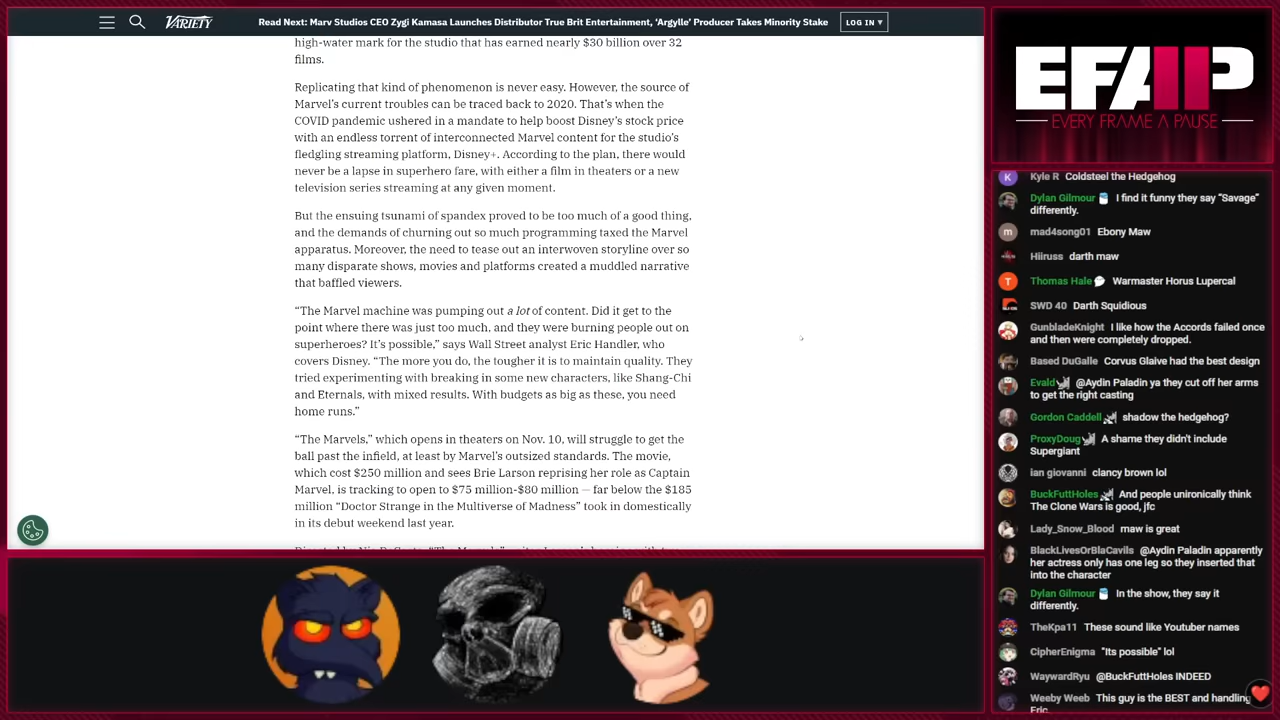 VARIETY
Read Next: Marv Studios CEO Zygi Kamasa Launches Distributor True Brit Entertainment, ‘Argylle’ Producer Takes Minority Stake
LOG IN ▾
high-water mark for the studio that has earned nearly $30 billion over 32
films.
Replicating that kind of phenomenon is never easy. However, the source of
Marvel’s current troubles can be traced back to 2020. That’s when the
COVID pandemic ushered in a mandate to help boost Disney’s stock price
with an endless torrent of interconnected Marvel content for the studio’s
fledgling streaming platform, Disney+. According to the plan, there would
never be a lapse in superhero fare, with either a film in theaters or a new
television series streaming at any given moment.
But the ensuing tsunami of spandex proved to be too much of a good thing,
and the demands of churning out so much programming taxed the Marvel
apparatus. Moreover, the need to tease out an interwoven storyline over so
many disparate shows, movies and platforms created a muddled narrative
that baffled viewers.
“The Marvel machine was pumping out a lot of content. Did it get to the
point where there was just too much, and they were burning people out on
superheroes? It’s possible,” says Wall Street analyst Eric Handler, who
covers Disney. “The more you do, the tougher it is to maintain quality. They
tried experimenting with breaking in some new characters, like Shang-Chi
and Eternals, with mixed results. With budgets as big as these, you need
home runs.”
“The Marvels,” which opens in theaters on Nov. 10, will struggle to get the
ball past the infield, at least by Marvel’s outsized standards. The movie,
which cost $250 million and sees Brie Larson reprising her role as Captain
Marvel, is tracking to open to $75 million-$80 million — far below the $185
million “Doctor Strange in the Multiverse of Madness” took in domestically
in its debut weekend last year.
EFAP
EVERY FRAME A PAUSE
K
Kyle R Coldsteel the Hedgehog
Dylan Gilmour I find it funny they say “Savage”
differently.
m
mad4song01 Ebony Maw
Hiiruss darth maw
T
Thomas Hale Warmaster Horus Lupercal
SWD 40 Darth Squidious
GunbladeKnight I like how the Accords failed once
and then were completely dropped.
Based DuGalle Corvus Glaive had the best design
Evald @Aydin Paladin ya they cut off her arms
to get the right casting
Gordon Caddell shadow the hedgehog?
ProxyDoug A shame they didn't include
Supergiant
ian giovanni clancy brown lol
BuckFuttHoles And people unironically think
The Clone Wars is good, jfc
Lady_Snow_Blood maw is great
BlackLivesOrBlaCavils @Aydin Paladin apparently
her actress only has one leg so they inserted that
into the character
Dylan Gilmour In the show, they say it
differently.
TheKpa11 These sound like Youtuber names
CipherEnigma "Its possible" lol
WaywardRyu @BuckFuttHoles INDEED
Weeby Weeb This guy is the BEST and handling
Eric